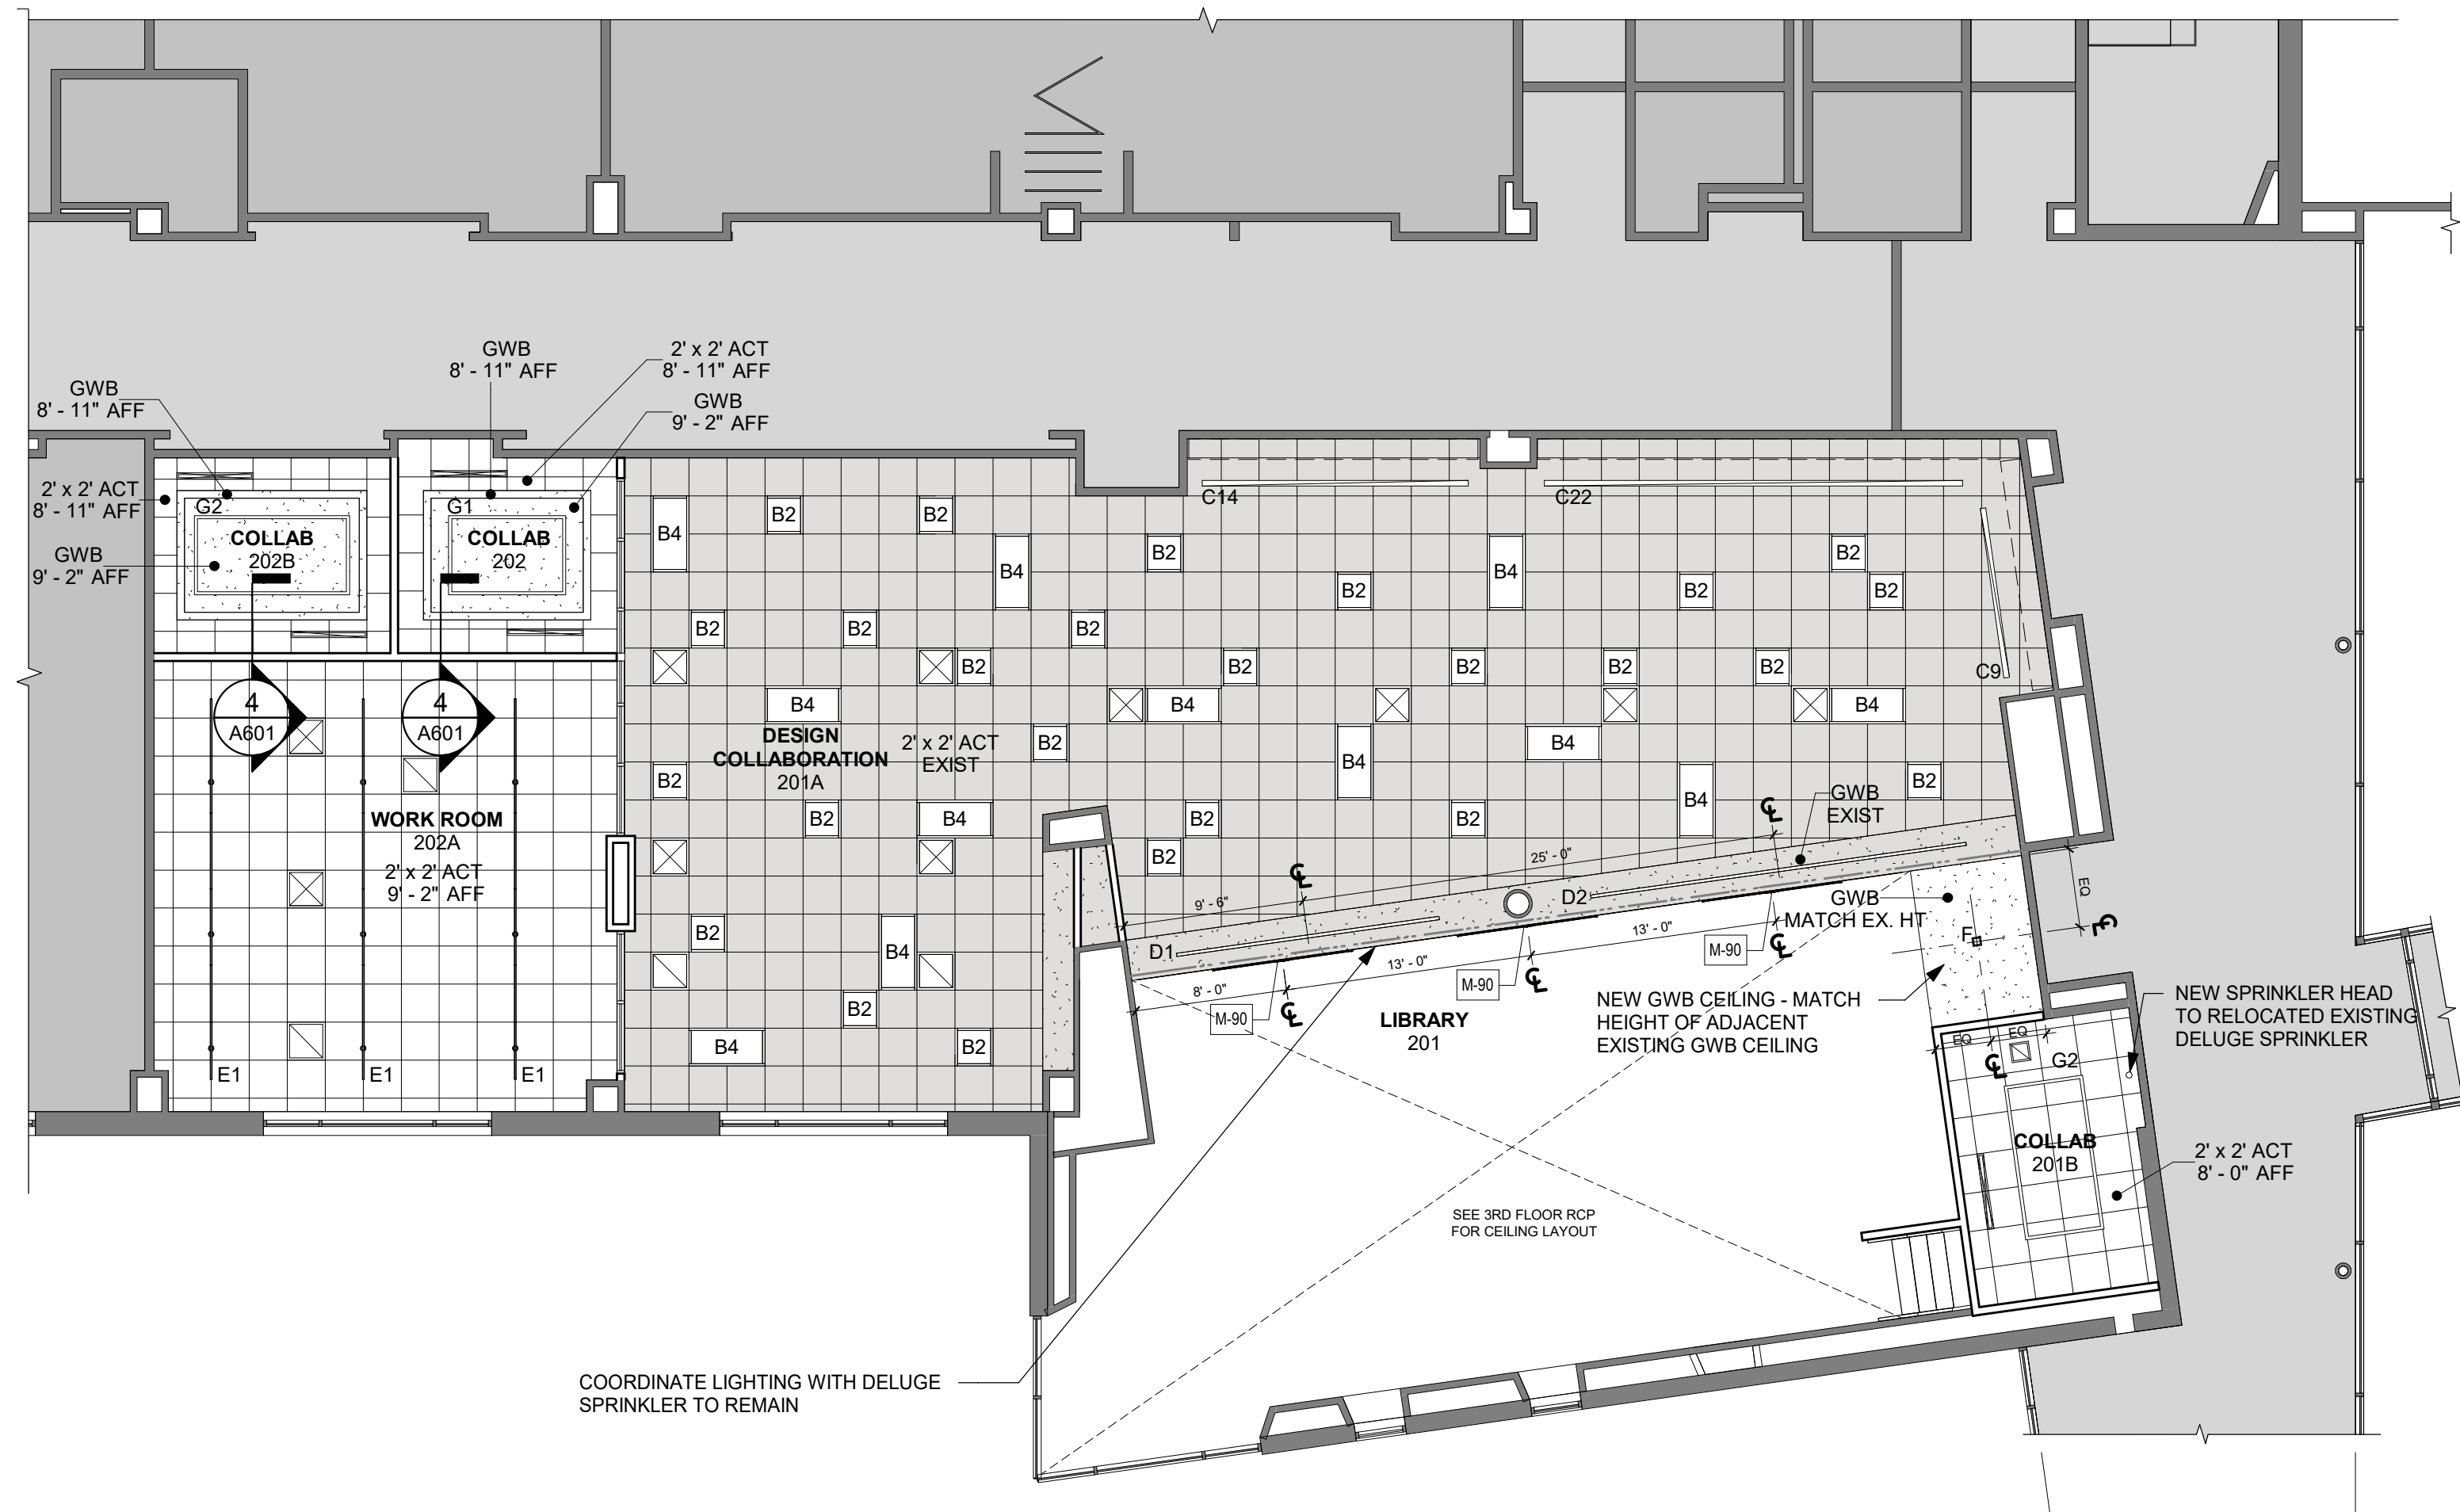 GWB
8' - 11" AFF
2' x 2' ACT
8' - 11" AFF
GWB
8' - 11" AFF
GWB
9' - 2" AFF
2' x 2' ACT
8' - 11" AFF
G2
G1
COLLAB
202B
COLLAB
202
GWB
9' - 2" AFF
C14
C22
B4
B2
B2
B4
B2
B4
B2
B2
B2
B2
B2
B2
B2
B2
B2
B2
B2
B2
B2
C9
4
A601
4
A601
B4
B4
B4
DESIGN
COLLABORATION
201A
2' x 2' ACT
EXIST
B2
B4
B4
B2
B4
B2
GWB
EXIST
WORK ROOM
202A
2' x 2' ACT
9' - 2" AFF
B2
B4
B2
B2
B2
25' - 0"
EQ
9' - 6"
D2
GWB
MATCH EX. HT
B2
B4
D1
13' - 0"
F
M-90
13' - 0"
M-90
8' - 0"
M-90
B2
LIBRARY
201
NEW GWB CEILING - MATCH
HEIGHT OF ADJACENT
EXISTING GWB CEILING
NEW SPRINKLER HEAD
TO RELOCATED EXISTING
DELUGE SPRINKLER
B4
B2
EQ
EQ
G2
E1
E1
E1
COLLAB
201B
2' x 2' ACT
8' - 0" AFF
SEE 3RD FLOOR RCP
FOR CEILING LAYOUT
COORDINATE LIGHTING WITH DELUGE
SPRINKLER TO REMAIN